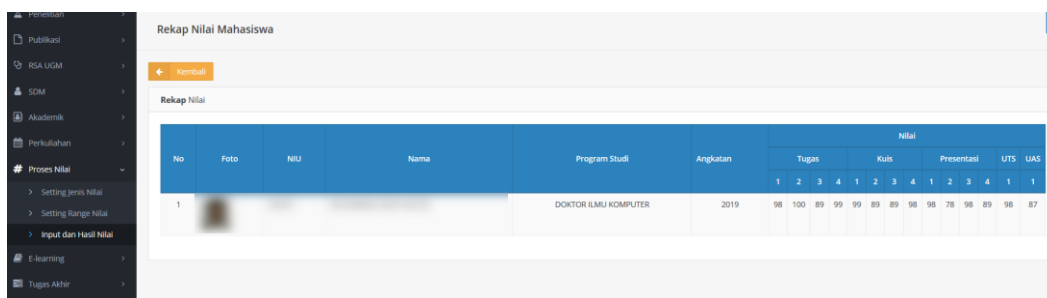 Penelitian
Publikasi
RSA UGM
SDM
Akademik
Perkuliahan
Proses Nilai
Setting Jenis Nilai
Setting Range Nilai
Input dan Hasil Nilai
E-learning
Tugas Akhir
Rekap Nilai Mahasiswa
Kembali
Rekap Nilai
Nilai
No Foto NIU Nama Program Studi Angkatan Tugas Kuis Presentasi UTS UAS
1 2 3 4 1 2 3 4 1 2 3 4 1 1
1 DOKTOR ILMU KOMPUTER 2019 98 100 89 99 99 89 89 98 98 78 98 89 98 87